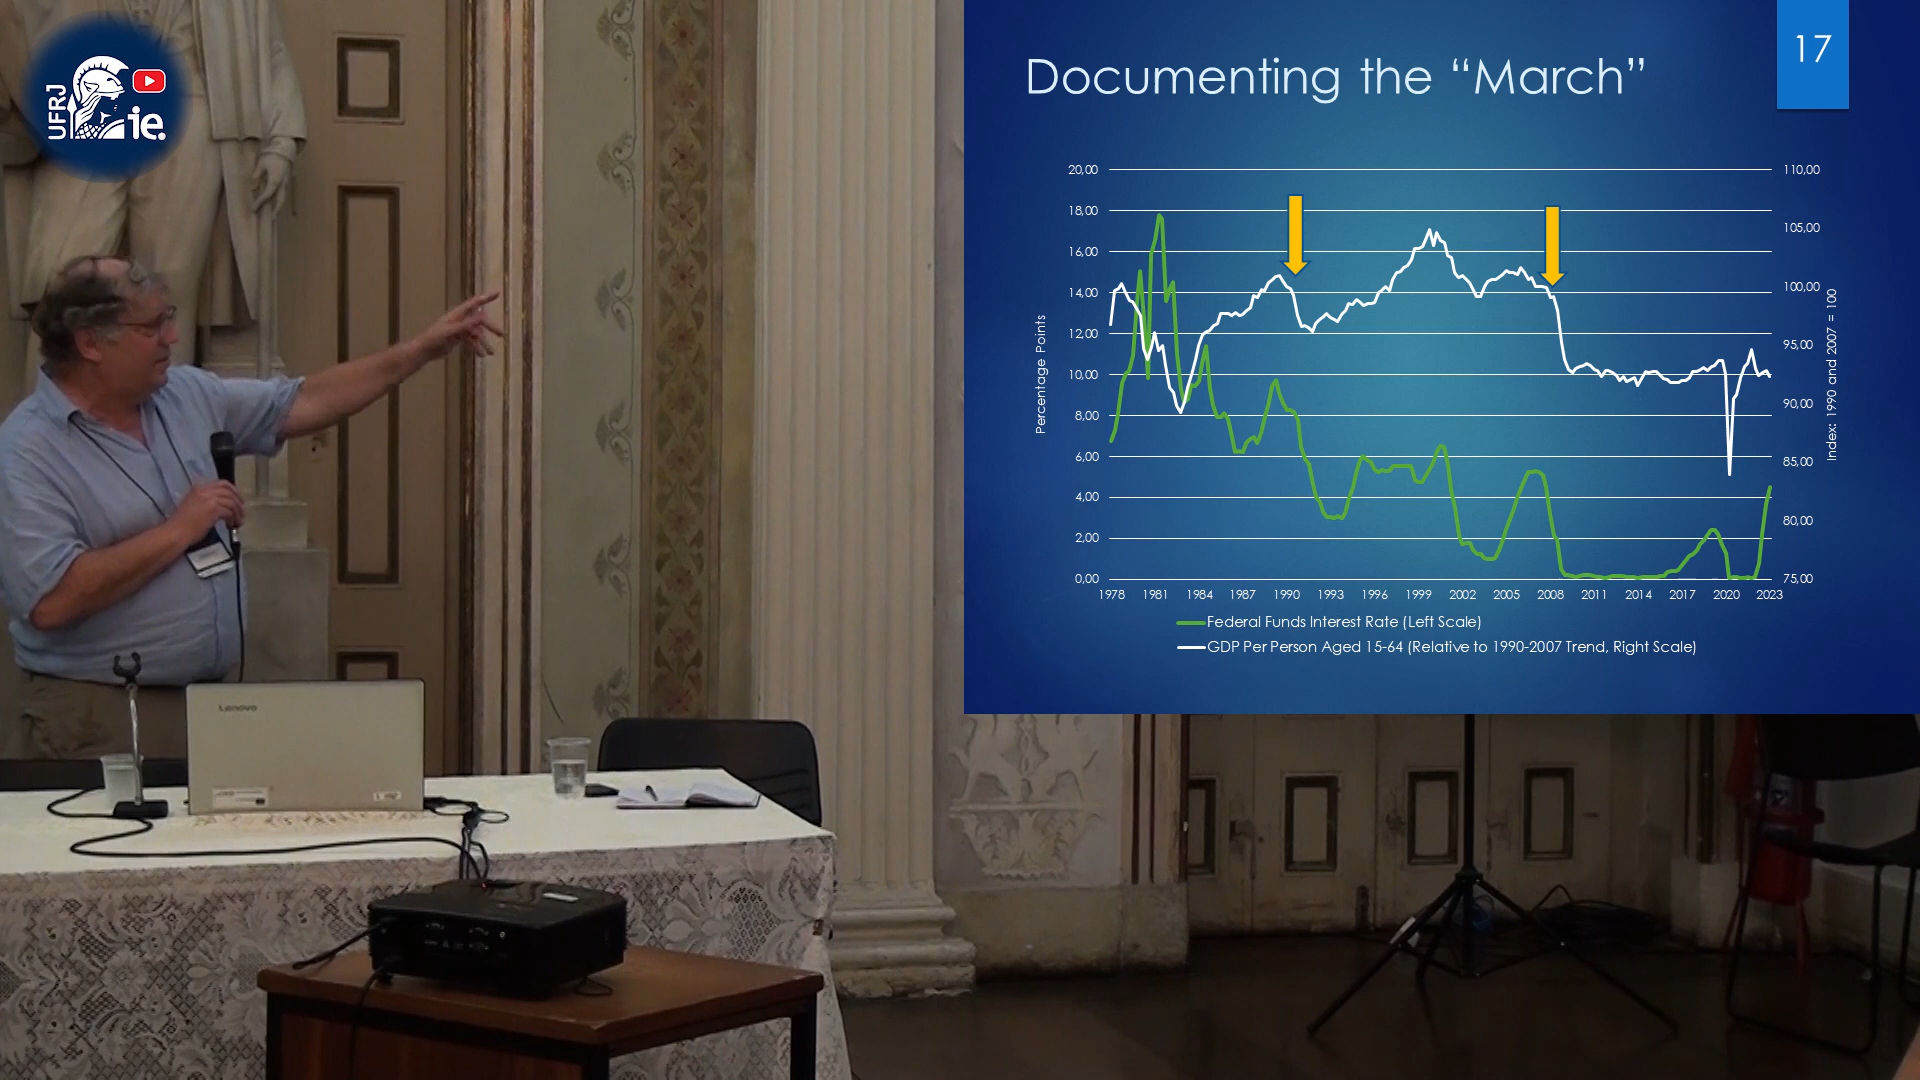 UFRJ
ie.
17
Documenting the “March”
20,00
18,00
16,00
14,00
12,00
10,00
8,00
6,00
4,00
2,00
0,00
Percentage Points
110,00
105,00
100,00
95,00
90,00
85,00
80,00
75,00
Index: 1990 and 2007 = 100
1978 1981 1984 1987 1990 1993 1996 1999 2002 2005 2008 2011 2014 2017 2020 2023
Federal Funds Interest Rate (Left Scale)
GDP Per Person Aged 15-64 (Relative to 1990-2007 Trend, Right Scale)
Lenovo